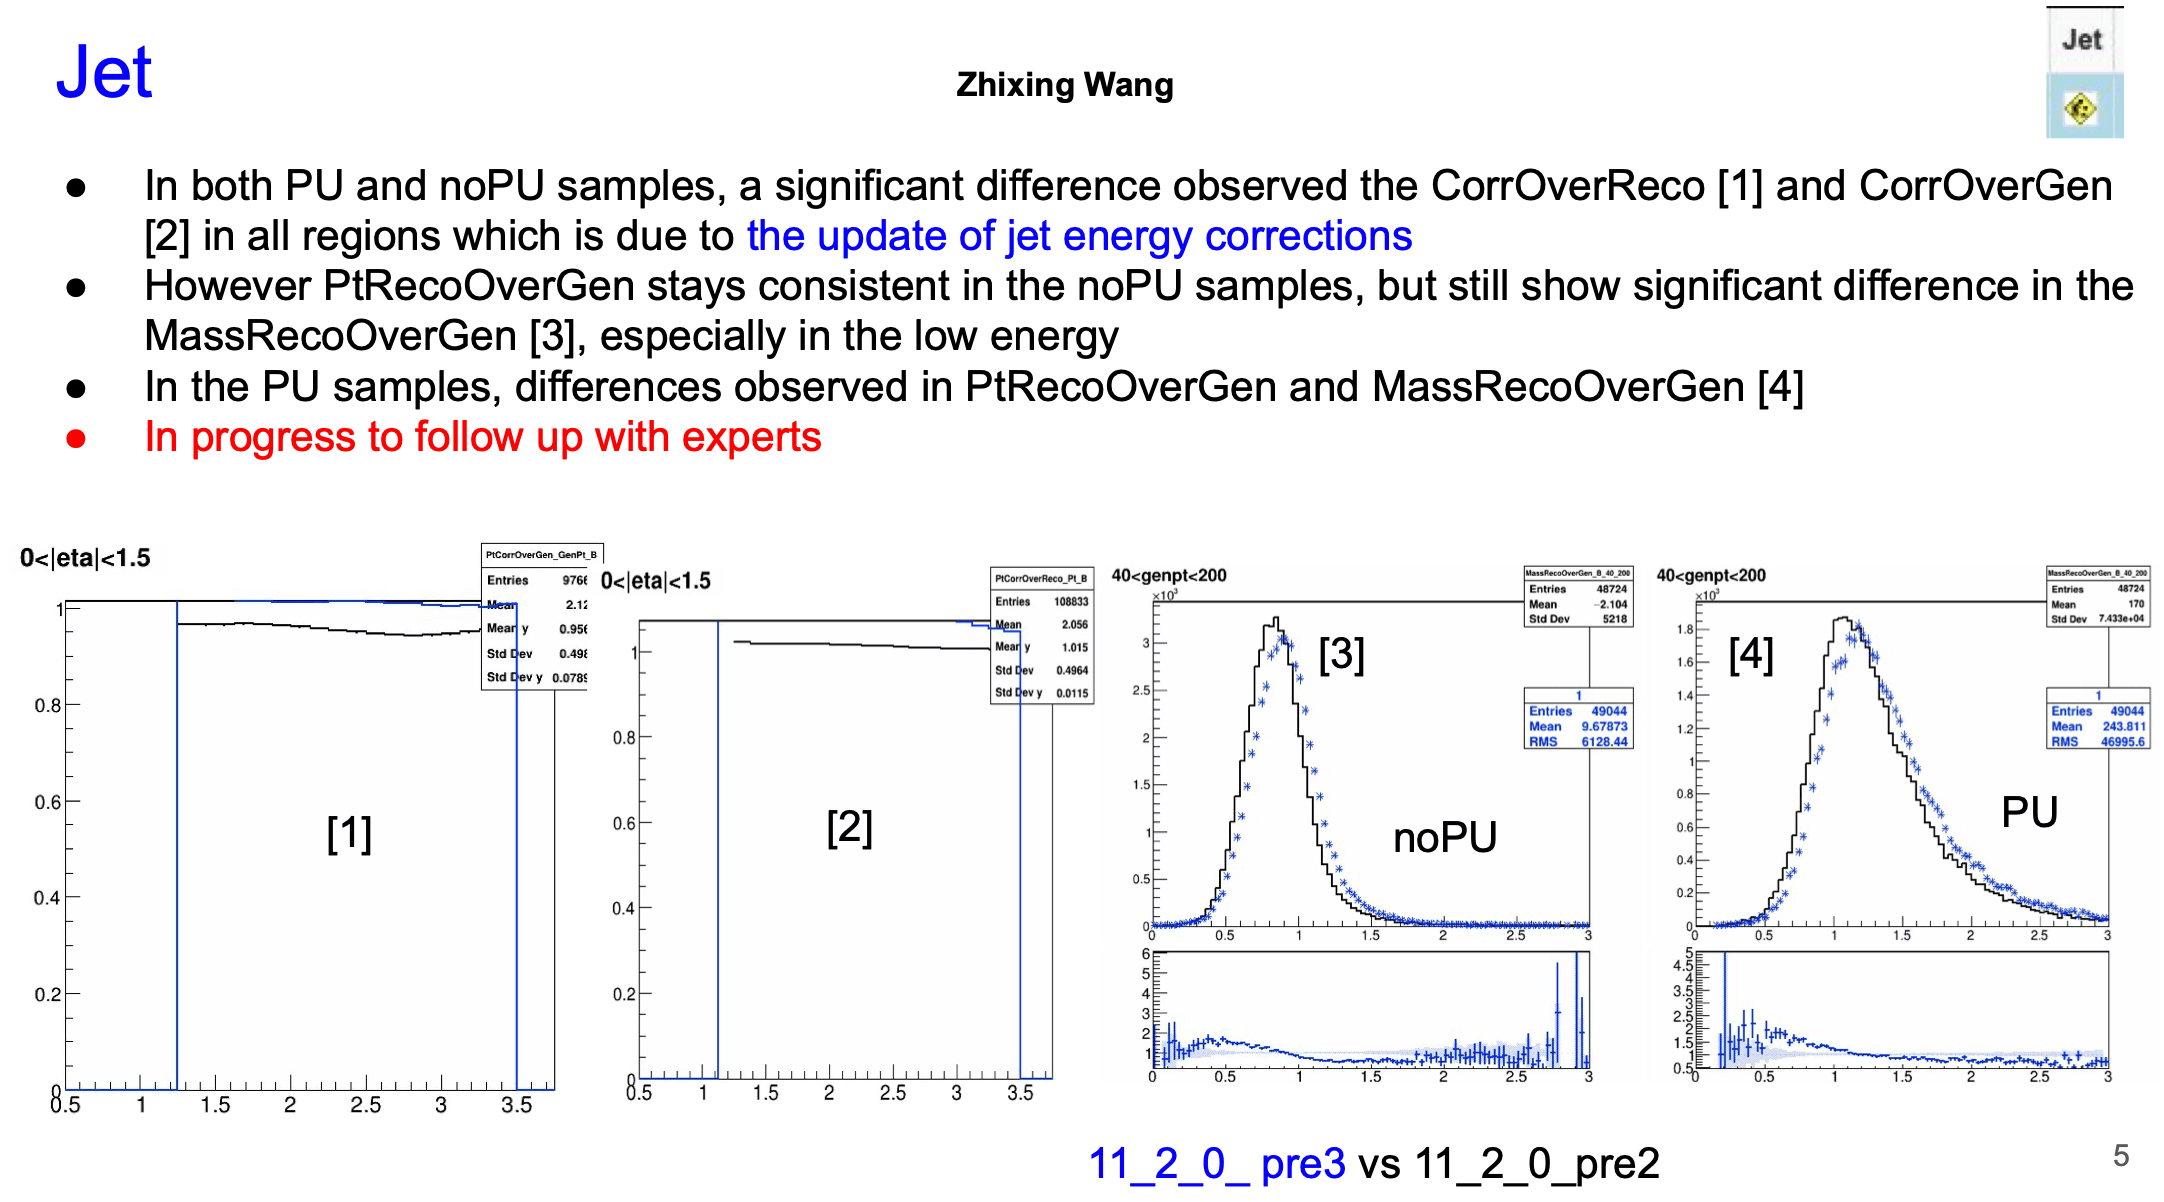 Jet
Zhixing Wang
Jet
● In both PU and noPU samples, a significant difference observed the CorrOverReco [1] and CorrOverGen
[2] in all regions which is due to the update of jet energy corrections
● However PtRecoOverGen stays consistent in the noPU samples, but still show significant difference in the
MassRecoOverGen [3], especially in the low energy
● In the PU samples, differences observed in PtRecoOverGen and MassRecoOverGen [4]
● In progress to follow up with experts
0<|eta|<1.5
PtCorrOverGen_GenPt_B
Entries 9766
Mean 2.12
Mean y 0.956
Std Dev 0.498
Std Dev y 0.0789
1
0.8
0.6
0.4
0.2
0
[1]
0.5 1 1.5 2 2.5 3 3.5
0<|eta|<1.5
PtCorrOverReco_Pt_B
Entries 108833
Mean 2.056
Mean y 1.015
Std Dev 0.4964
Std Dev y 0.0115
1
0.8
0.6
0.4
0.2
0
[2]
0.5 1 1.5 2 2.5 3 3.5
40<genpt<200
×10³
MassRecoOverGen_B_40_200
Entries 48724
Mean -2.104
Std Dev 5218
1
Entries 49044
Mean 9.67873
RMS 6128.44
[3]
noPU
3
2.5
2
1.5
1
0.5
0
0 0.5 1 1.5 2 2.5 3
6
5
4
3
2
1
0 0.5 1 1.5 2 2.5 3
40<genpt<200
×10³
MassRecoOverGen_B_40_200
Entries 48724
Mean 170
Std Dev 7.433e+04
1
Entries 49044
Mean 243.811
RMS 46995.6
[4]
PU
1.8
1.6
1.4
1.2
1
0.8
0.6
0.4
0.2
0
0 0.5 1 1.5 2 2.5 3
5
4.5
4
3.5
3
2.5
2
1.5
1
0.5
0 0.5 1 1.5 2 2.5 3
11_2_0_ pre3 vs 11_2_0_pre2
5